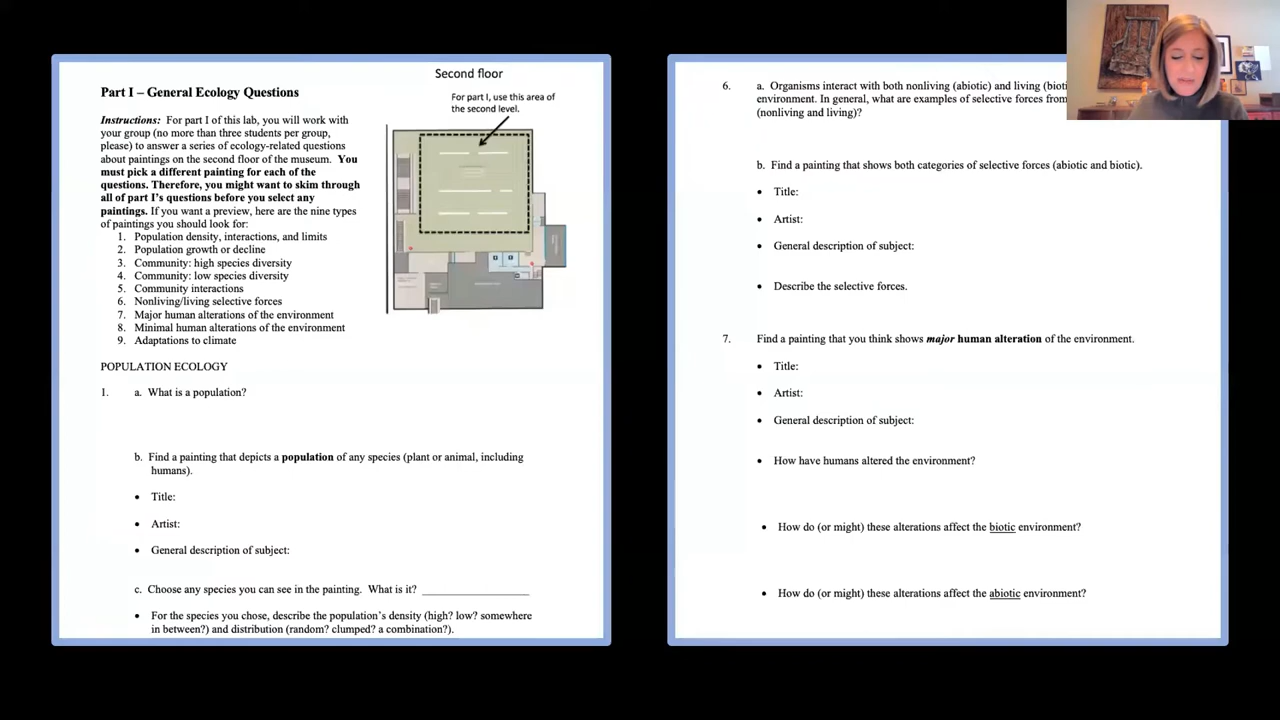 Part I – General Ecology Questions
Second floor
For part I, use this area of
the second level.
Instructions: For part I of this lab, you will work with
your group (no more than three students per group,
please) to answer a series of ecology-related questions
about paintings on the second floor of the museum. You
must pick a different painting for each of the
questions. Therefore, you might want to skim through
all of part I’s questions before you select any
paintings. If you want a preview, here are the nine types
of paintings you should look for:
1. Population density, interactions, and limits
2. Population growth or decline
3. Community: high species diversity
4. Community: low species diversity
5. Community interactions
6. Nonliving/living selective forces
7. Major human alterations of the environment
8. Minimal human alterations of the environment
9. Adaptations to climate
POPULATION ECOLOGY
1. a. What is a population?
b. Find a painting that depicts a population of any species (plant or animal, including
humans).
• Title:
• Artist:
• General description of subject:
c. Choose any species you can see in the painting. What is it? ____________________
• For the species you chose, describe the population’s density (high? low? somewhere
in between?) and distribution (random? clumped? a combination?).
6. a. Organisms interact with both nonliving (abiotic) and living
environment. In general, what are examples of selective forces from
(nonliving and living)?
b. Find a painting that shows both categories of selective forces (abiotic and biotic).
• Title:
• Artist:
• General description of subject:
• Describe the selective forces.
7. Find a painting that you think shows major human alteration of the environment.
• Title:
• Artist:
• General description of subject:
• How have humans altered the environment?
• How do (or might) these alterations affect the biotic environment?
• How do (or might) these alterations affect the abiotic environment?